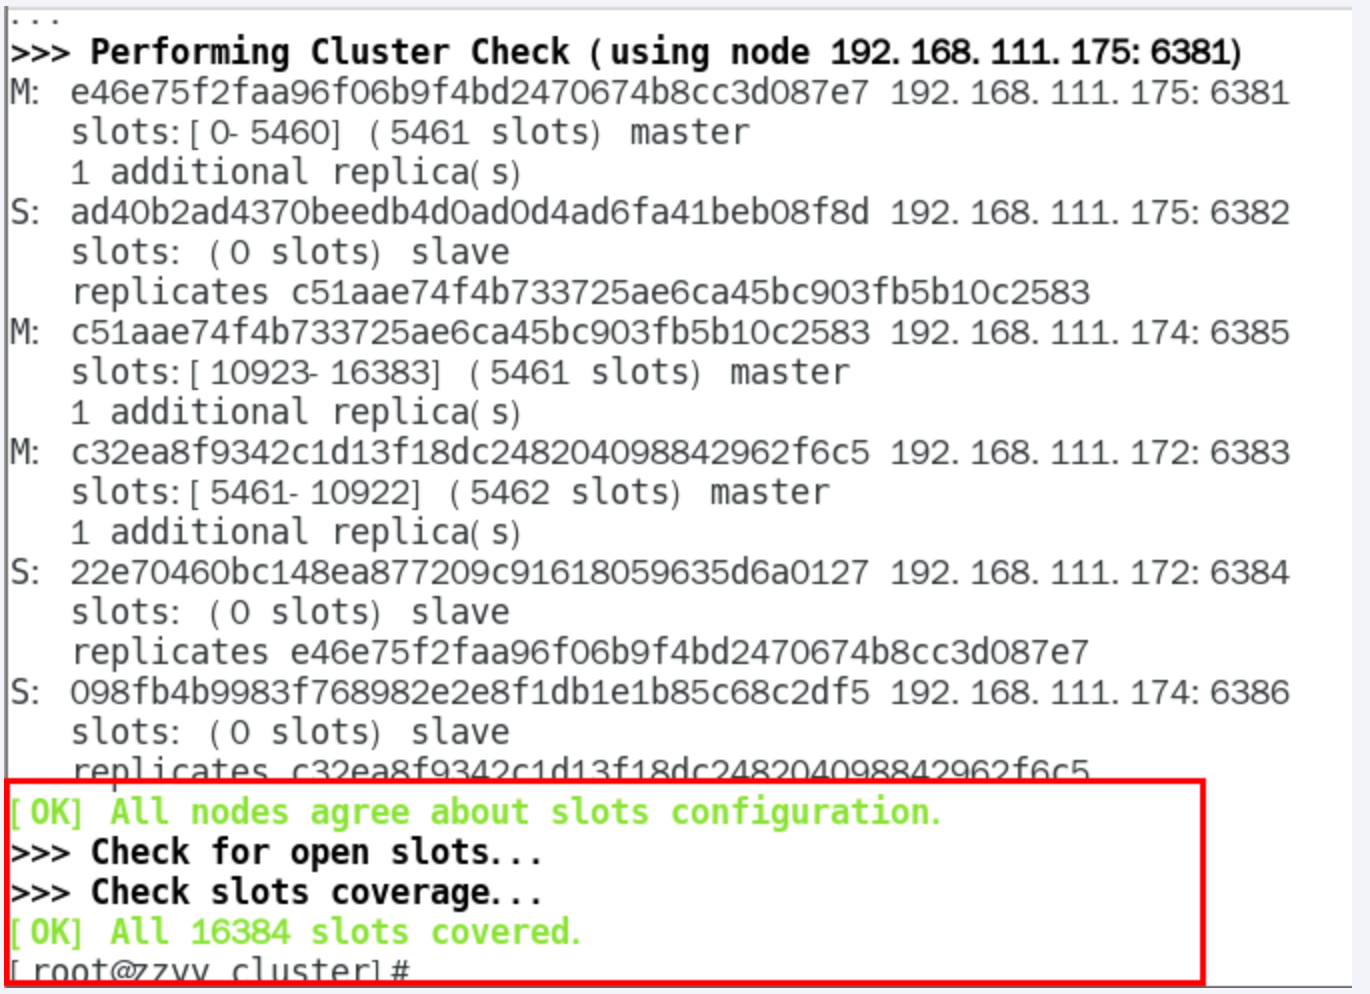 ...
>>> Performing Cluster Check (using node 192.168.111.175:6381)
M: e46e75f2faa96f06b9f4bd2470674b8cc3d087e7 192.168.111.175:6381
slots:[0-5460] (5461 slots) master
1 additional replica(s)
S: ad40b2ad4370beedb4d0ad0d4ad6fa41beb08f8d 192.168.111.175:6382
slots: (0 slots) slave
replicates c51aae74f4b733725ae6ca45bc903fb5b10c2583
M: c51aae74f4b733725ae6ca45bc903fb5b10c2583 192.168.111.174:6385
slots:[10923-16383] (5461 slots) master
1 additional replica(s)
M: c32ea8f9342c1d13f18dc248204098842962f6c5 192.168.111.172:6383
slots:[5461-10922] (5462 slots) master
1 additional replica(s)
S: 22e70460bc148ea877209c91618059635d6a0127 192.168.111.172:6384
slots: (0 slots) slave
replicates e46e75f2faa96f06b9f4bd2470674b8cc3d087e7
S: 098fb4b9983f768982e2e8f1db1e1b85c68c2df5 192.168.111.174:6386
slots: (0 slots) slave
replicates c32ea8f9342c1d13f18dc248204098842962f6c5
[OK] All nodes agree about slots configuration.
>>> Check for open slots...
>>> Check slots coverage...
[OK] All 16384 slots covered.
[root@zzyy cluster]#